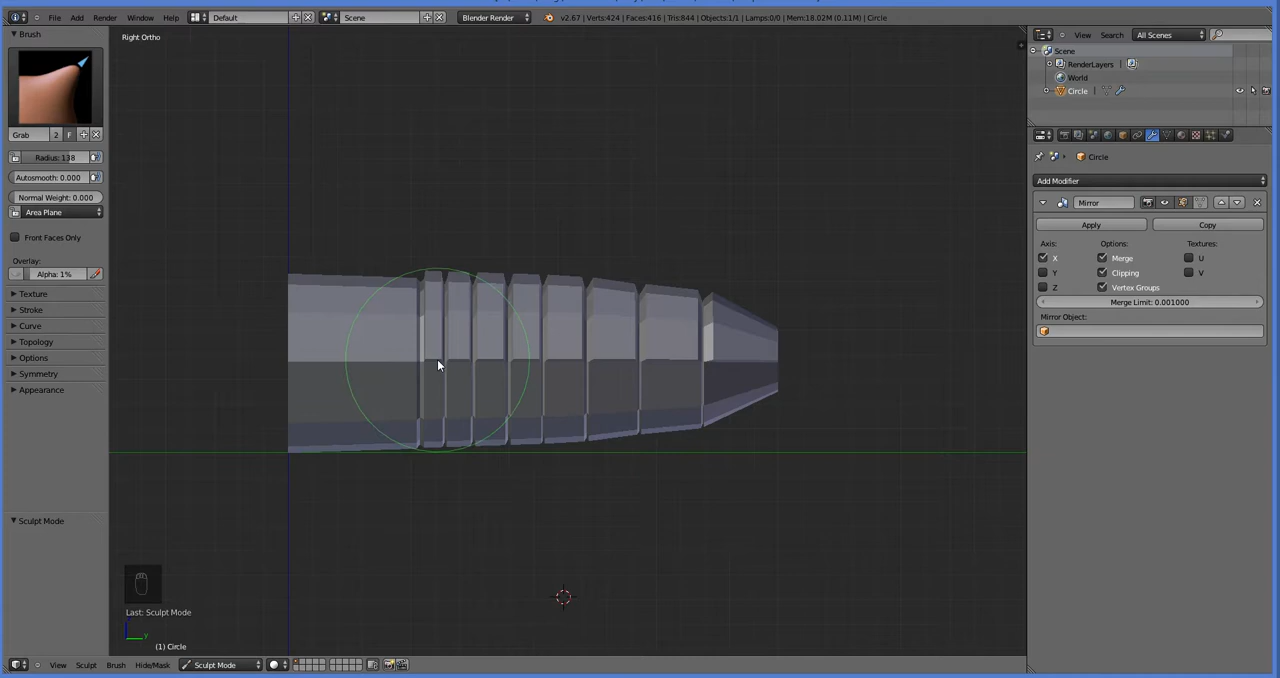 File Add Render Window Help Default Scene Blender Render v2.67 | Verts:424 | Faces:416 | Tris:844 | Objects:1/1 | Lamps:0/0 | Mem:18.02M (0.11M) | Circle
Brush
Grab 2 F
Radius: 138
Autosmooth: 0.000
Normal Weight: 0.000
Area Plane
Front Faces Only
Overlay:
Alpha: 1%
Texture
Stroke
Curve
Topology
Options
Symmetry
Appearance
Sculpt Mode
Right Ortho
Last: Sculpt Mode
y
(1) Circle
View Sculpt Brush Hide/Mask Sculpt Mode
View Search All Scenes
Scene
RenderLayers |
World
Circle |
Circle
Add Modifier
Mirror
Apply Copy
Axis: Options: Textures:
X Merge U
Y Clipping V
Z Vertex Groups
Merge Limit: 0.001000
Mirror Object: